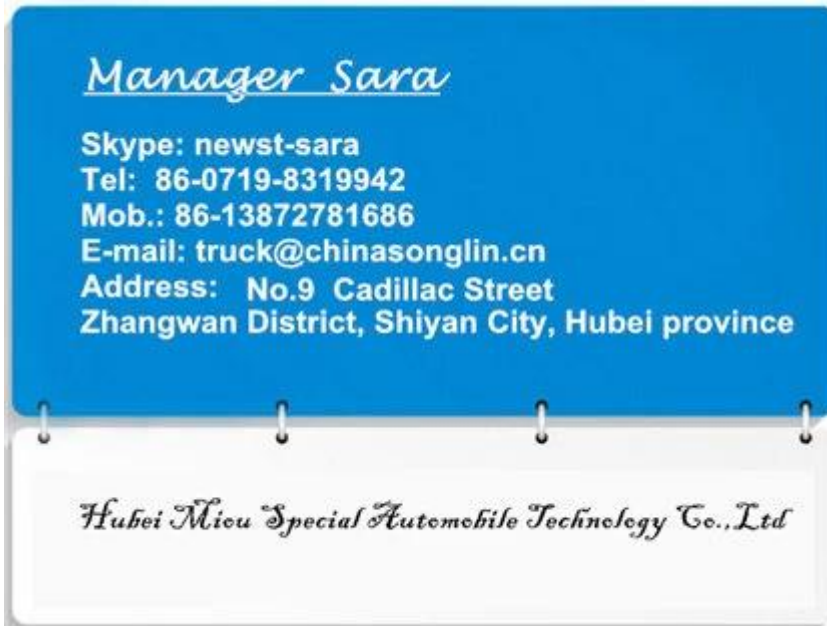 Manager Sara
Skype: newst-sara
Tel: 86-0719-8319942
Mob.: 86-13872781686
E-mail: truck@chinasonglin.cn
Address: No.9 Cadillac Street
Zhangwan District, Shiyan City, Hubei province
Hubei Miou Special Automobile Technology Co.,Ltd